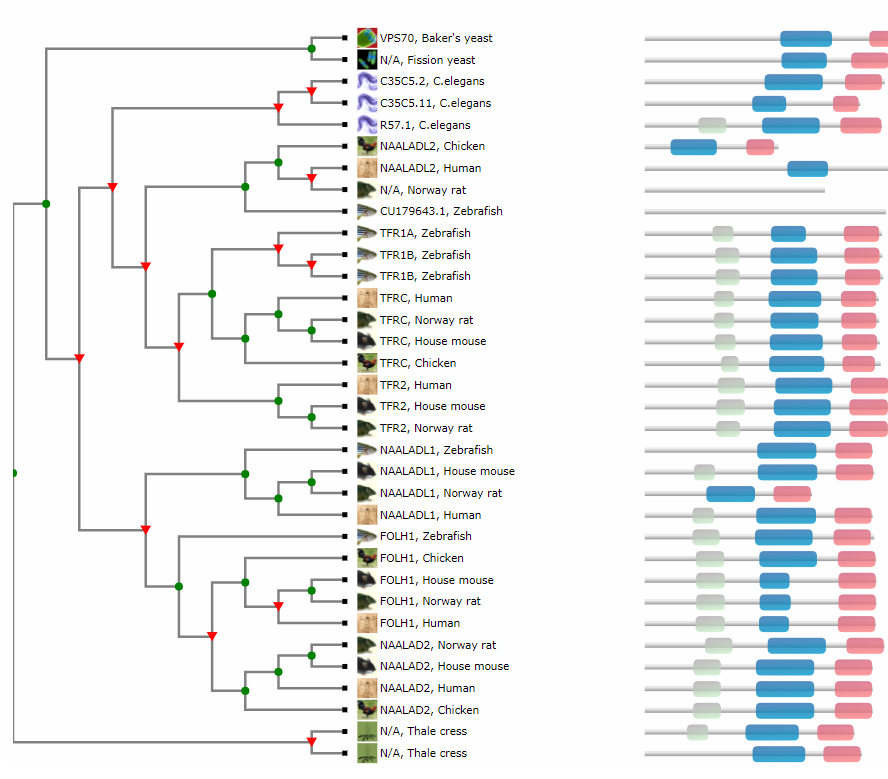 VPS70, Baker's yeast
N/A, Fission yeast
C35C5.2, C.elegans
C35C5.11, C.elegans
R57.1, C.elegans
NAALADL2, Chicken
NAALADL2, Human
N/A, Norway rat
CU179643.1, Zebrafish
TFR1A, Zebrafish
TFR1B, Zebrafish
TFR1B, Zebrafish
TFRC, Human
TFRC, Norway rat
TFRC, House mouse
TFRC, Chicken
TFR2, Human
TFR2, House mouse
TFR2, Norway rat
NAALADL1, Zebrafish
NAALADL1, House mouse
NAALADL1, Norway rat
NAALADL1, Human
FOLH1, Zebrafish
FOLH1, Chicken
FOLH1, House mouse
FOLH1, Norway rat
FOLH1, Human
NAALAD2, Norway rat
NAALAD2, House mouse
NAALAD2, Human
NAALAD2, Chicken
N/A, Thale cress
N/A, Thale cress